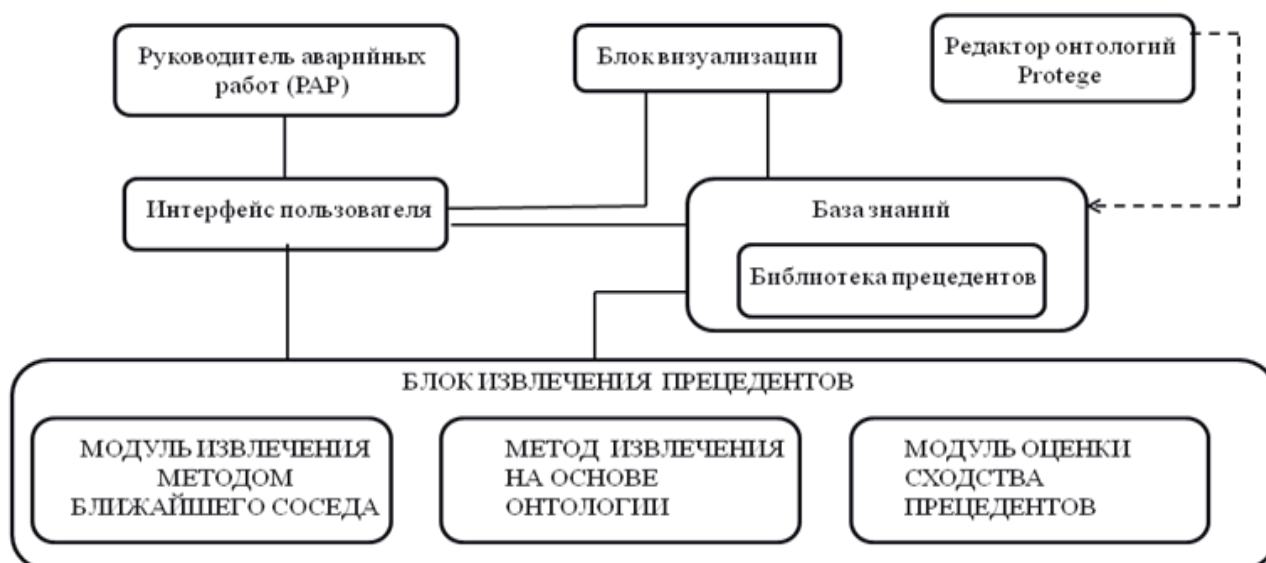 Руководитель аварийных
работ (РАР)
Блок визуализации
Редактор онтологий
Protege
Интерфейс пользователя
База знаний
Библиотека прецедентов
БЛОК ИЗВЛЕЧЕНИЯ ПРЕЦЕДЕНТОВ
МОДУЛЬ ИЗВЛЕЧЕНИЯ
МЕТОДОМ
БЛИЖАЙШЕГО СОСЕДА
МЕТОД ИЗВЛЕЧЕНИЯ
НА ОСНОВЕ
ОНТОЛОГИИ
МОДУЛЬ ОЦЕНКИ
СХОДСТВА
ПРЕЦЕДЕНТОВ